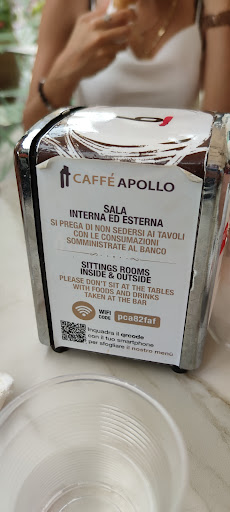 CAFFÉ APOLLO
SALA
INTERNA ED ESTERNA
SI PREGA DI NON SEDERSI AI TAVOLI
CON LE CONSUMAZIONI
SOMMINISTRATE AL BANCO
SITTINGS ROOMS
INSIDE & OUTSIDE
PLEASE DON'T SIT AT THE TABLES
WITH FOODS AND DRINKS
TAKEN AT THE BAR
WIFI
CODE
pca82faf
Inquadra il qrcode
con il tuo smartphone
per sfogliare il nostro menù